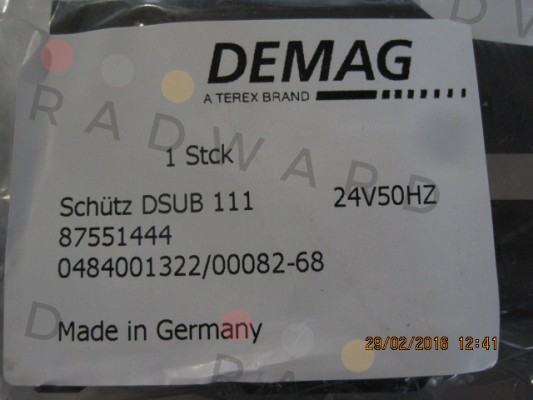 DEMAG
A TEREX BRAND
RADWARD
1 Stck
Schütz DSUB 111 24V50HZ
87551444
0484001322/00082-68
Made in Germany
29/02/2016 12:41